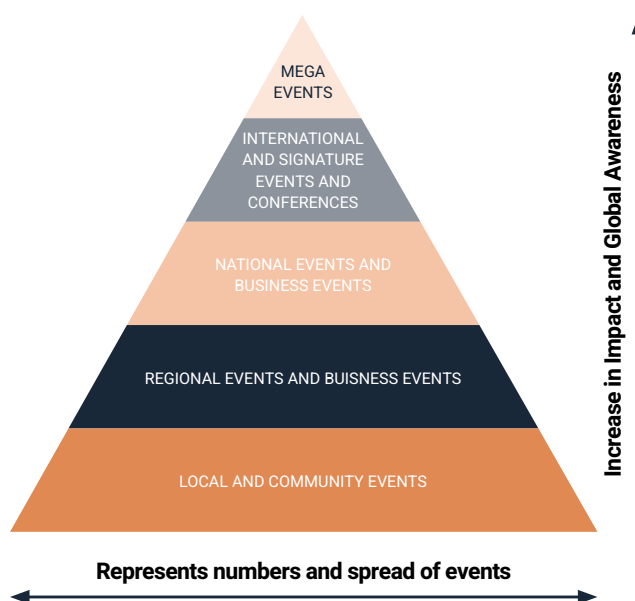 MEGA
EVENTS
INTERNATIONAL
AND SIGNATURE
EVENTS AND
CONFERENCES
NATIONAL EVENTS AND
BUSINESS EVENTS
REGIONAL EVENTS AND BUISNESS EVENTS
LOCAL AND COMMUNITY EVENTS
Increase in Impact and Global Awareness
Represents numbers and spread of events